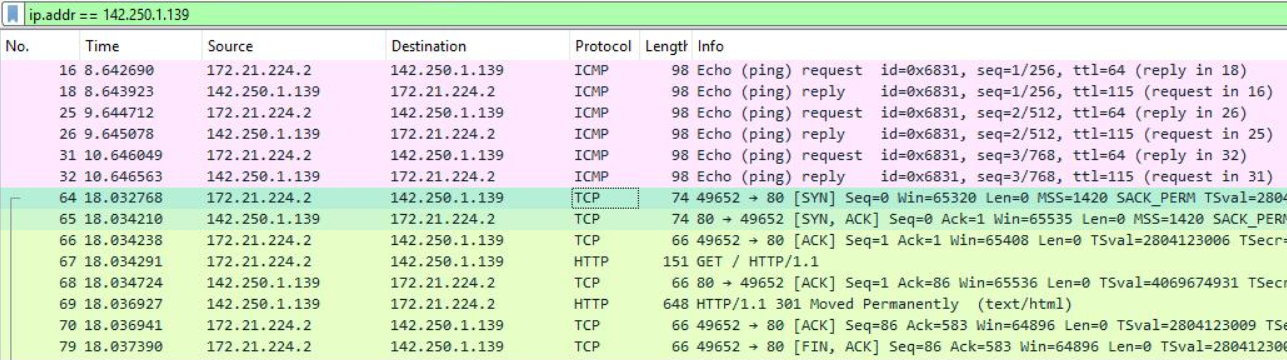 ip.addr == 142.250.1.139
No. Time Source Destination Protocol Length Info
16 8.642690 172.21.224.2 142.250.1.139 ICMP 98 Echo (ping) request id=0x6831, seq=1/256, ttl=64 (reply in 18)
18 8.643923 142.250.1.139 172.21.224.2 ICMP 98 Echo (ping) reply id=0x6831, seq=1/256, ttl=115 (request in 16)
25 9.644712 172.21.224.2 142.250.1.139 ICMP 98 Echo (ping) request id=0x6831, seq=2/512, ttl=64 (reply in 26)
26 9.645078 142.250.1.139 172.21.224.2 ICMP 98 Echo (ping) reply id=0x6831, seq=2/512, ttl=115 (request in 25)
31 10.646049 172.21.224.2 142.250.1.139 ICMP 98 Echo (ping) request id=0x6831, seq=3/768, ttl=64 (reply in 32)
32 10.646563 142.250.1.139 172.21.224.2 ICMP 98 Echo (ping) reply id=0x6831, seq=3/768, ttl=115 (request in 31)
64 18.032768 172.21.224.2 142.250.1.139 TCP 74 49652 → 80 [SYN] Seq=0 Win=65320 Len=0 MSS=1420 SACK_PERM TSval=2804
65 18.034210 142.250.1.139 172.21.224.2 TCP 74 80 → 49652 [SYN, ACK] Seq=0 Ack=1 Win=65535 Len=0 MSS=1420 SACK_PERM
66 18.034238 172.21.224.2 142.250.1.139 TCP 66 49652 → 80 [ACK] Seq=1 Ack=1 Win=65408 Len=0 TSval=2804123006 TSecr=
67 18.034291 172.21.224.2 142.250.1.139 HTTP 151 GET / HTTP/1.1
68 18.034724 142.250.1.139 172.21.224.2 TCP 66 80 → 49652 [ACK] Seq=1 Ack=86 Win=65536 Len=0 TSval=4069674931 TSecr
69 18.036927 142.250.1.139 172.21.224.2 HTTP 648 HTTP/1.1 301 Moved Permanently (text/html)
70 18.036941 172.21.224.2 142.250.1.139 TCP 66 49652 → 80 [ACK] Seq=86 Ack=583 Win=64896 Len=0 TSval=2804123009 TSe
79 18.037390 172.21.224.2 142.250.1.139 TCP 66 49652 → 80 [FIN, ACK] Seq=86 Ack=583 Win=64896 Len=0 TSval=280412300